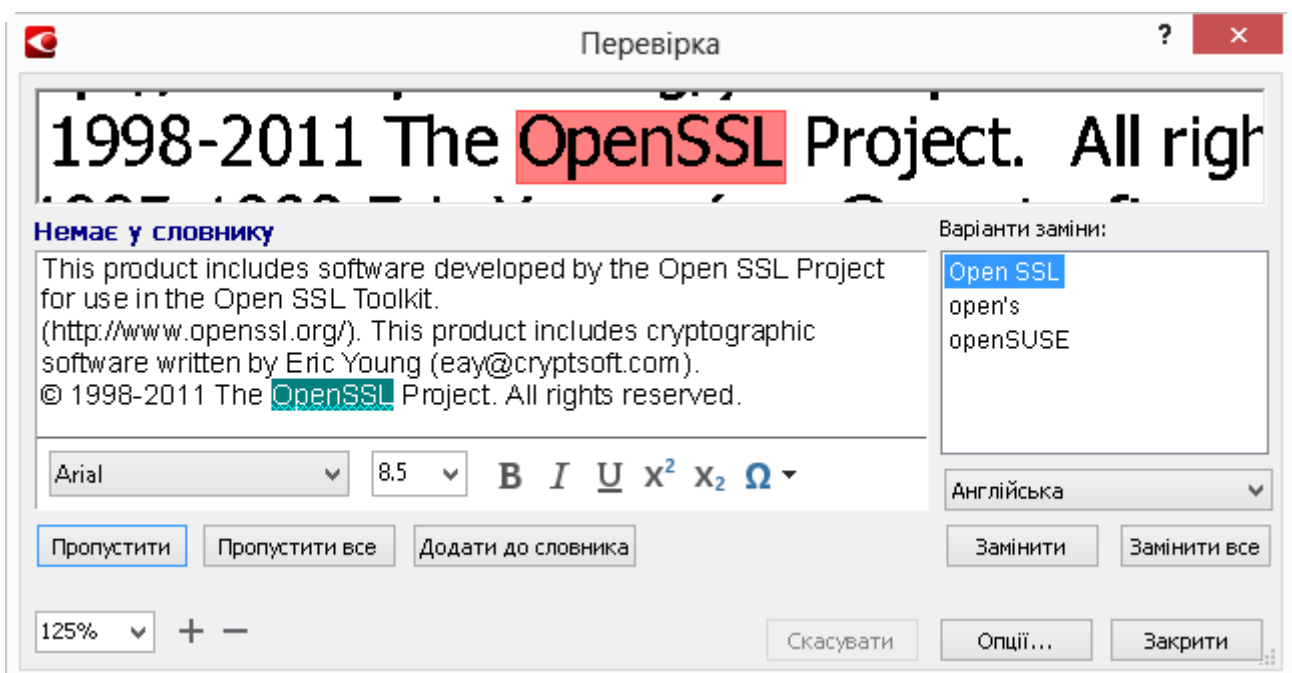 Перевірка
?
1998-2011 The OpenSSL Project. All righ
Немає у словнику
Варіанти заміни:
This product includes software developed by the Open SSL Project
for use in the Open SSL Toolkit.
(http://www.openssl.org/). This product includes cryptographic
software written by Eric Young (eay@cryptsoft.com).
© 1998-2011 The OpenSSL Project. All rights reserved.
Open SSL
open's
openSUSE
Arial 8.5 B I U X² X₂ Ω
Англійська
Пропустити Пропустити все Додати до словника Замінити Замінити все
125% + −
Скасувати Опції... Закрити